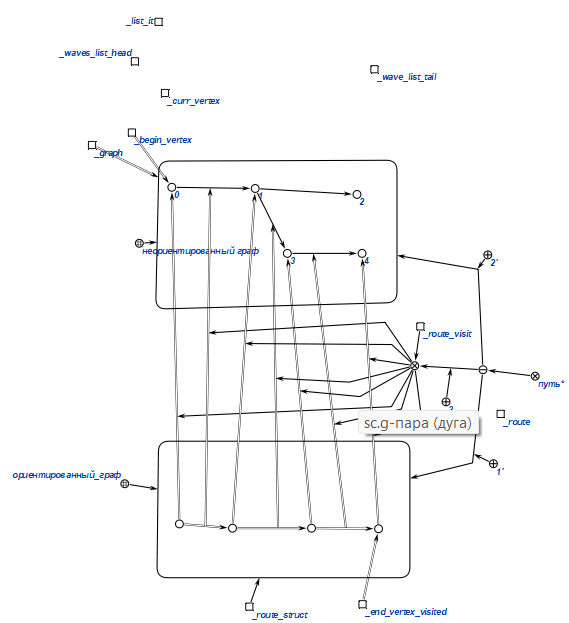 _list_it
_waves_list_head
_wave_list_tail
_curr_vertex
_begin_vertex
_graph
0
1
2
неориентированный граф
3
4
2'
_route_visit
путь*
_route
sc.g-пара (дуга)
1'
ориентированный_граф
_route_struct
_end_vertex_visited